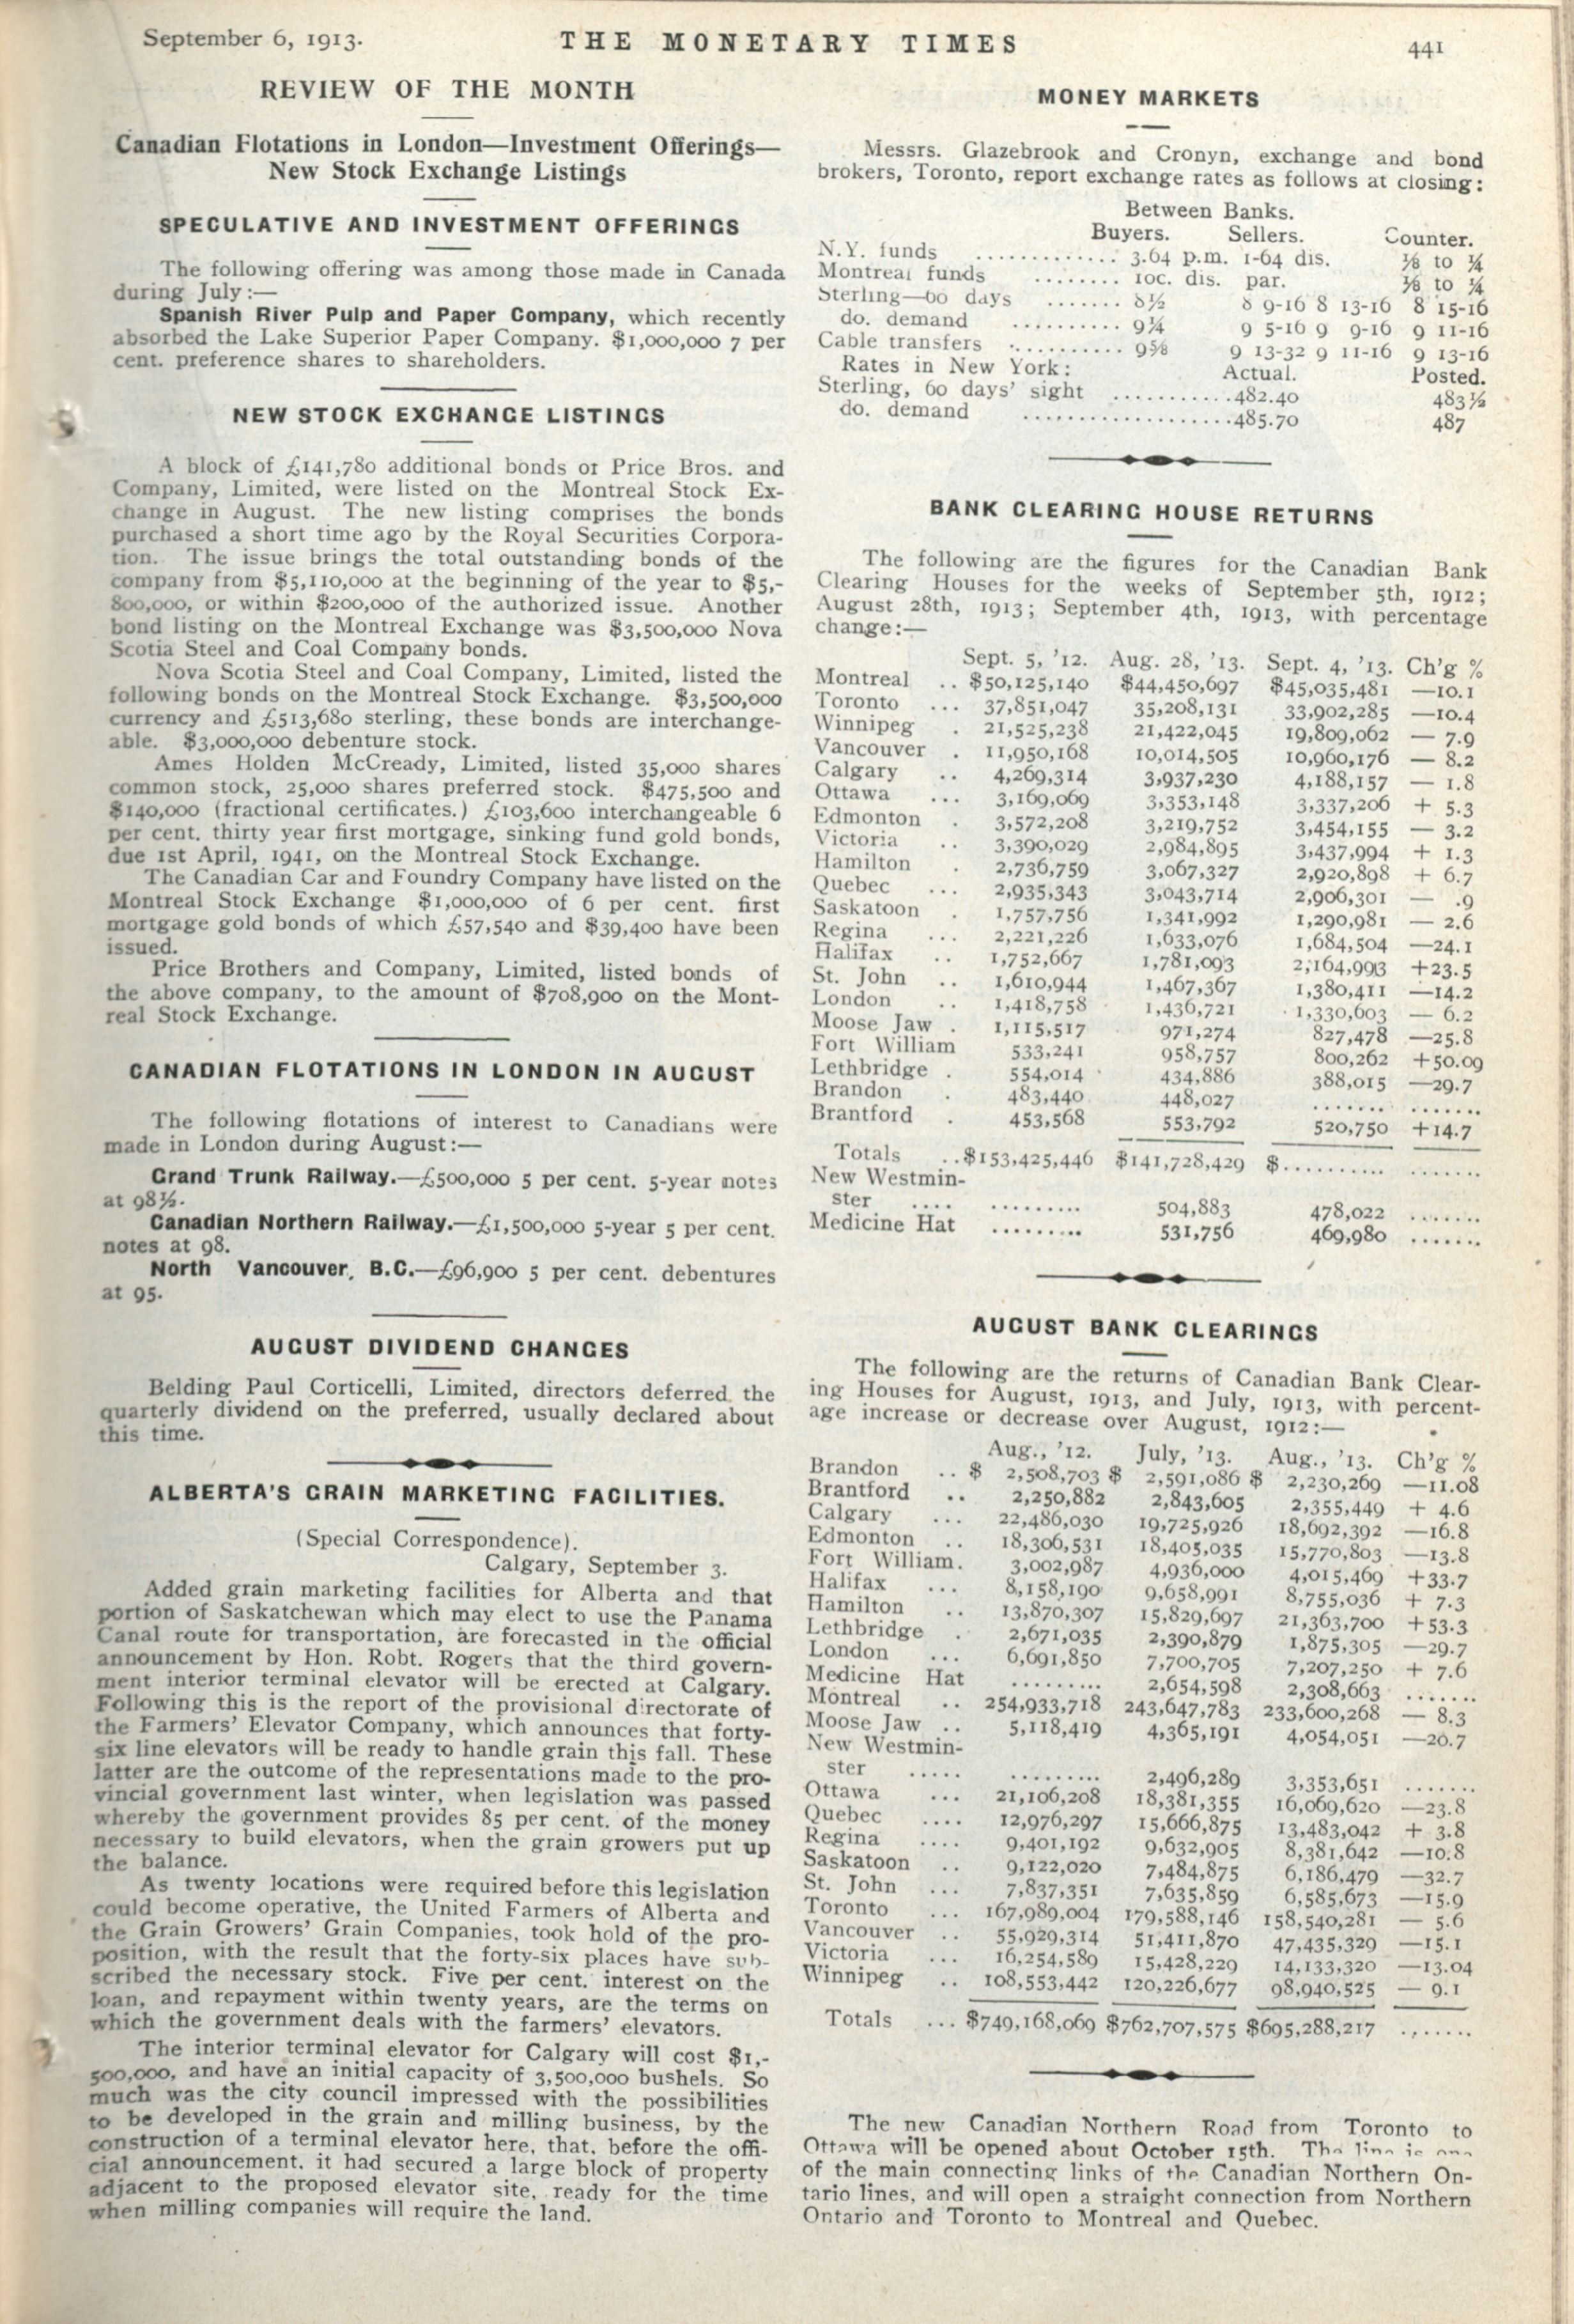 September 6, 1913.
THE MONETARY TIMES
441
REVIEW OF THE MONTH
Canadian Flotations in London—Investment Offerings—
New Stock Exchange Listings
SPECULATIVE AND INVESTMENT OFFERINGS
The following offering was among those made in Canada
during July:—
Spanish River Pulp and Paper Company, which recently
absorbed the Lake Superior Paper Company. $1,000,000 7 per
cent. preference shares to shareholders.
NEW STOCK EXCHANGE LISTINGS
A block of £141,780 additional bonds of Price Bros. and
Company, Limited, were listed on the Montreal Stock Ex-
change in August. The new listing comprises the bonds
purchased a short time ago by the Royal Securities Corpora-
tion. The issue brings the total outstanding bonds of the
company from $5,110,000 at the beginning of the year to $5,-
800,000, or within $200,000 of the authorized issue. Another
bond listing on the Montreal Exchange was $3,500,000 Nova
Scotia Steel and Coal Company bonds.
Nova Scotia Steel and Coal Company, Limited, listed the
following bonds on the Montreal Stock Exchange. $3,500,000
currency and £513,680 sterling, these bonds are interchange-
able. $3,000,000 debenture stock.
Ames Holden McCready, Limited, listed 35,000 shares
common stock, 25,000 shares preferred stock. $475,500 and
$140,000 (fractional certificates.) £103,600 interchangeable 6
per cent. thirty year first mortgage, sinking fund gold bonds,
due 1st April, 1941, on the Montreal Stock Exchange.
The Canadian Car and Foundry Company have listed on the
Montreal Stock Exchange $1,000,000 of 6 per cent. first
mortgage gold bonds of which £57,540 and $39,400 have been
issued.
Price Brothers and Company, Limited, listed bonds of
the above company, to the amount of $708,900 on the Mont-
real Stock Exchange.
CANADIAN FLOTATIONS IN LONDON IN AUGUST
The following flotations of interest to Canadians were
made in London during August:—
Grand Trunk Railway.—£500,000 5 per cent. 5-year notes
at 98½.
Canadian Northern Railway.—£1,500,000 5-year 5 per cent.
notes at 98.
North Vancouver, B.C.—£96,900 5 per cent. debentures
at 95.
AUGUST DIVIDEND CHANGES
Belding Paul Corticelli, Limited, directors deferred the
quarterly dividend on the preferred, usually declared about
this time.
ALBERTA'S GRAIN MARKETING FACILITIES.
(Special Correspondence).
Calgary, September 3.
Added grain marketing facilities for Alberta and that
portion of Saskatchewan which may elect to use the Panama
Canal route for transportation, are forecasted in the official
announcement by Hon. Robt. Rogers that the third govern-
ment interior terminal elevator will be erected at Calgary.
Following this is the report of the provisional directorate of
the Farmers' Elevator Company, which announces that forty-
six line elevators will be ready to handle grain this fall. These
latter are the outcome of the representations made to the pro-
vincial government last winter, when legislation was passed
whereby the government provides 85 per cent. of the money
necessary to build elevators, when the grain growers put up
the balance.
As twenty locations were required before this legislation
could become operative, the United Farmers of Alberta and
the Grain Growers' Grain Companies, took hold of the pro-
position, with the result that the forty-six places have sub-
scribed the necessary stock. Five per cent. interest on the
loan, and repayment within twenty years, are the terms on
which the government deals with the farmers' elevators.
The interior terminal elevator for Calgary will cost $1,-
500,000, and have an initial capacity of 3,500,000 bushels. So
much was the city council impressed with the possibilities
to be developed in the grain and milling business, by the
construction of a terminal elevator here, that, before the offi-
cial announcement, it had secured a large block of property
adjacent to the proposed elevator site, ready for the time
when milling companies will require the land.
MONEY MARKETS
Messrs. Glazebrook and Cronyn, exchange and bond
brokers, Toronto, report exchange rates as follows at closing:
Between Banks.
Buyers. Sellers. Counter.
N.Y. funds ............. 3.64 p.m. 1-64 dis. ⅛ to ¼
Montreal funds ........ 10c. dis. par. ⅛ to ¼
Sterling—60 days ....... 8½ 8 9-16 8 13-16 8 15-16
do. demand .......... 9¼ 9 5-16 9 9-16 9 11-16
Cable transfers ........... 9⅝ 9 13-32 9 11-16 9 13-16
Rates in New York: Actual. Posted.
Sterling, 60 days' sight ...........482.40 483½
do. demand ...................485.70 487
BANK CLEARING HOUSE RETURNS
The following are the figures for the Canadian Bank
Clearing Houses for the weeks of September 5th, 1912;
August 28th, 1913; September 4th, 1913, with percentage
change:—
Sept. 5, '12. Aug. 28, '13. Sept. 4, '13. Ch'g %
Montreal .. $50,125,140 $44,450,697 $45,035,481 —10.1
Toronto ... 37,851,047 35,208,131 33,902,285 —10.4
Winnipeg . 21,525,238 21,422,045 19,809,062 — 7.9
Vancouver . 11,950,168 10,014,505 10,960,176 — 8.2
Calgary .. 4,269,314 3,937,230 4,188,157 — 1.8
Ottawa ... 3,169,069 3,353,148 3,337,206 + 5.3
Edmonton . 3,572,208 3,219,752 3,454,155 — 3.2
Victoria .. 3,390,029 2,984,895 3,437,994 + 1.3
Hamilton . 2,736,759 3,067,327 2,920,898 + 6.7
Quebec ... 2,935,343 3,043,714 2,906,301 — .9
Saskatoon . 1,757,756 1,341,992 1,290,981 — 2.6
Regina ... 2,221,226 1,633,076 1,684,504 —24.1
Halifax .. 1,752,667 1,781,093 2,164,993 +23.5
St. John .. 1,610,944 1,467,367 1,380,411 —14.2
London .. 1,418,758 1,436,721 1,330,603 — 6.2
Moose Jaw . 1,115,517 971,274 827,478 —25.8
Fort William 533,241 958,757 800,262 +50.09
Lethbridge . 554,014 434,886 388,015 —29.7
Brandon . 483,440 448,027 ....... .......
Brantford . 453,568 553,792 520,750 +14.7
Totals ..$153,425,446 $141,728,429 $.......... .......
New Westmin-
ster .... ......... 504,883 478,022 .......
Medicine Hat ......... 531,756 469,980 .......
AUGUST BANK CLEARINGS
The following are the returns of Canadian Bank Clear-
ing Houses for August, 1913, and July, 1913, with percent-
age increase or decrease over August, 1912:—
Aug., '12. July, '13. Aug., '13. Ch'g %
Brandon .. $ 2,508,703 $ 2,591,086 $ 2,230,269 —11.08
Brantford .. 2,250,882 2,843,605 2,355,449 + 4.6
Calgary ... 22,486,030 19,725,926 18,692,392 —16.8
Edmonton .. 18,306,531 18,405,035 15,770,803 —13.8
Fort William. 3,002,987 4,936,000 4,015,469 +33.7
Halifax ... 8,158,190 9,658,991 8,755,036 + 7.3
Hamilton .. 13,870,307 15,829,697 21,363,700 +53.3
Lethbridge . 2,671,035 2,390,879 1,875,305 —29.7
London ... 6,691,850 7,700,705 7,207,250 + 7.6
Medicine Hat ......... 2,654,598 2,308,663 .......
Montreal .. 254,933,718 243,647,783 233,600,268 — 8.3
Moose Jaw .. 5,118,419 4,365,191 4,054,051 —20.7
New Westmin-
ster ..... ......... 2,496,289 3,353,651 .......
Ottawa ... 21,106,208 18,381,355 16,069,620 —23.8
Quebec .... 12,976,297 15,666,875 13,483,042 + 3.8
Regina .... 9,401,192 9,632,905 8,381,642 —10.8
Saskatoon .. 9,122,020 7,484,875 6,186,479 —32.7
St. John ... 7,837,351 7,635,859 6,585,673 —15.9
Toronto ... 167,989,004 179,588,146 158,540,281 — 5.6
Vancouver .. 55,929,314 51,411,870 47,435,329 —15.1
Victoria ... 16,254,589 15,428,229 14,133,320 —13.04
Winnipeg .. 108,553,442 120,226,677 98,940,525 — 9.1
Totals ... $749,168,069 $762,707,575 $695,288,217 .......
The new Canadian Northern Road from Toronto to
Ottawa will be opened about October 15th. The line is one
of the main connecting links of the Canadian Northern On-
tario lines, and will open a straight connection from Northern
Ontario and Toronto to Montreal and Quebec.